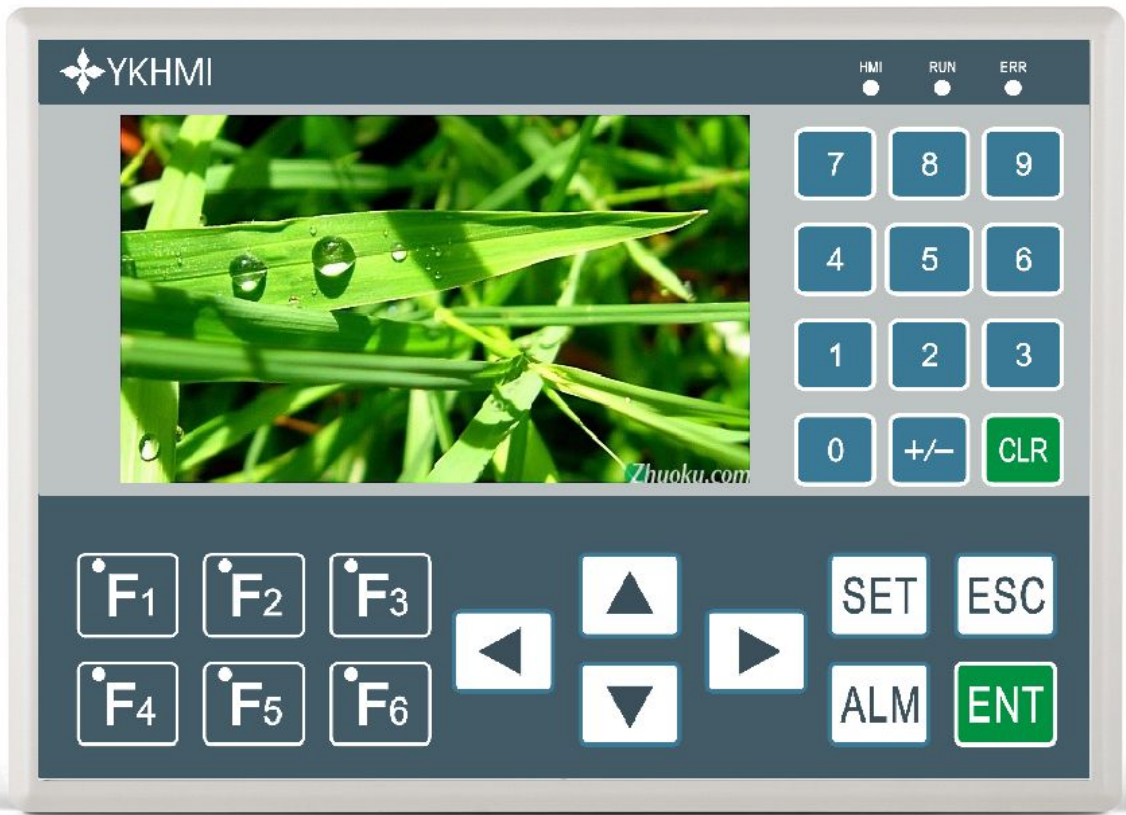 YKHMI
HMI RUN ERR
7 8 9
4 5 6
1 2 3
0 +/− CLR
Zhuoku.com
F1 F2 F3
SET ESC
F4 F5 F6
ALM ENT